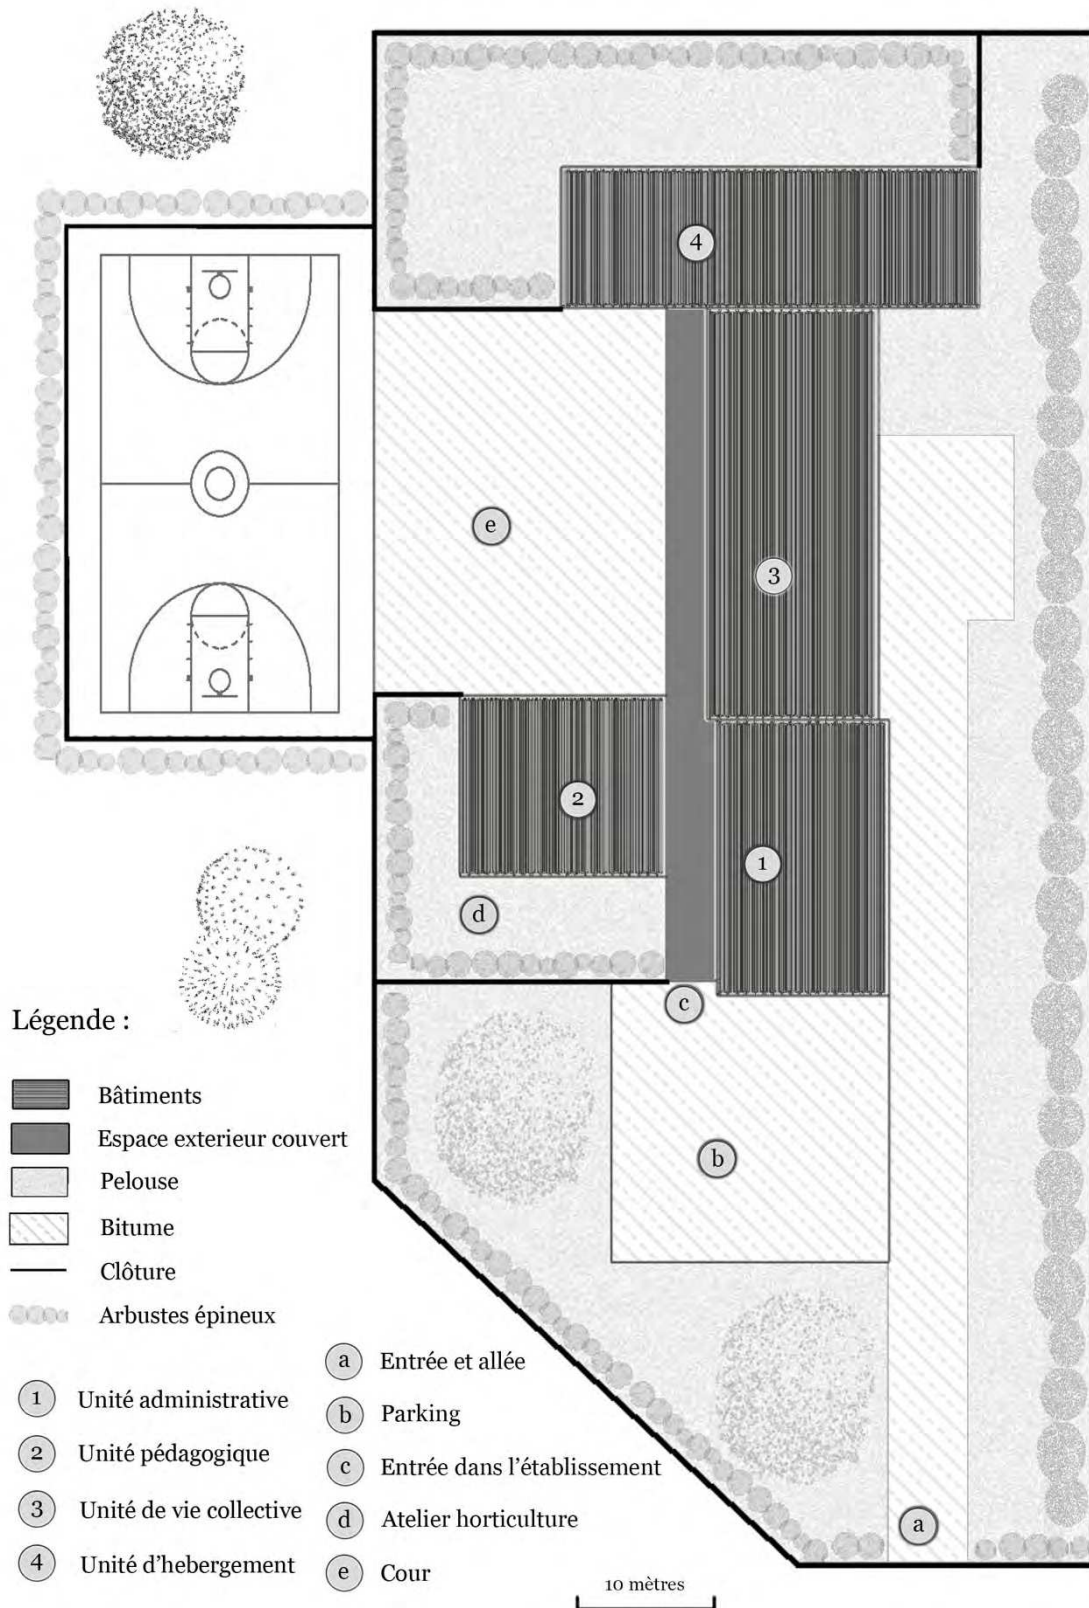 4
e
3
2
1
d
c
b
a
Légende :
Bâtiments
Espace exterieur couvert
Pelouse
Bitume
Clôture
Arbustes épineux
1 Unité administrative
2 Unité pédagogique
3 Unité de vie collective
4 Unité d'hebergement
a Entrée et allée
b Parking
c Entrée dans l'établissement
d Atelier horticulture
e Cour
10 mètres